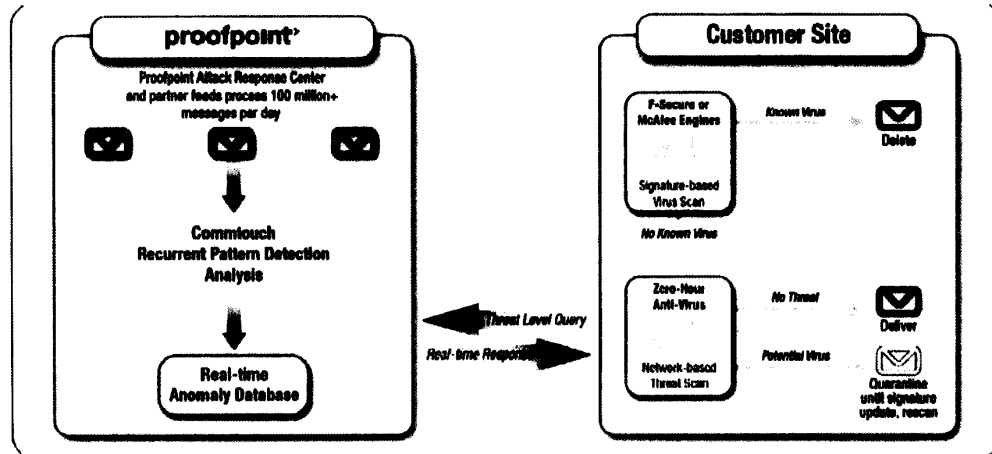 proofpoint>
Proofpoint Attack Response Center
and partner feeds process 100 million+
messages per day
Commtouch
Recurrent Pattern Detection
Analysis
Real-time
Anomaly Database
Threat Level Query
Real-time Respons
Customer Site
F-Secure or
McAfee Engines
Signature-based
Virus Scan
Known Virus
Delete
No Known Virus
Zero-Hour
Anti-Virus
Network-based
Threat Scan
No Threat
Deliver
Potential Virus
Quarantine
until signature
update, rescan